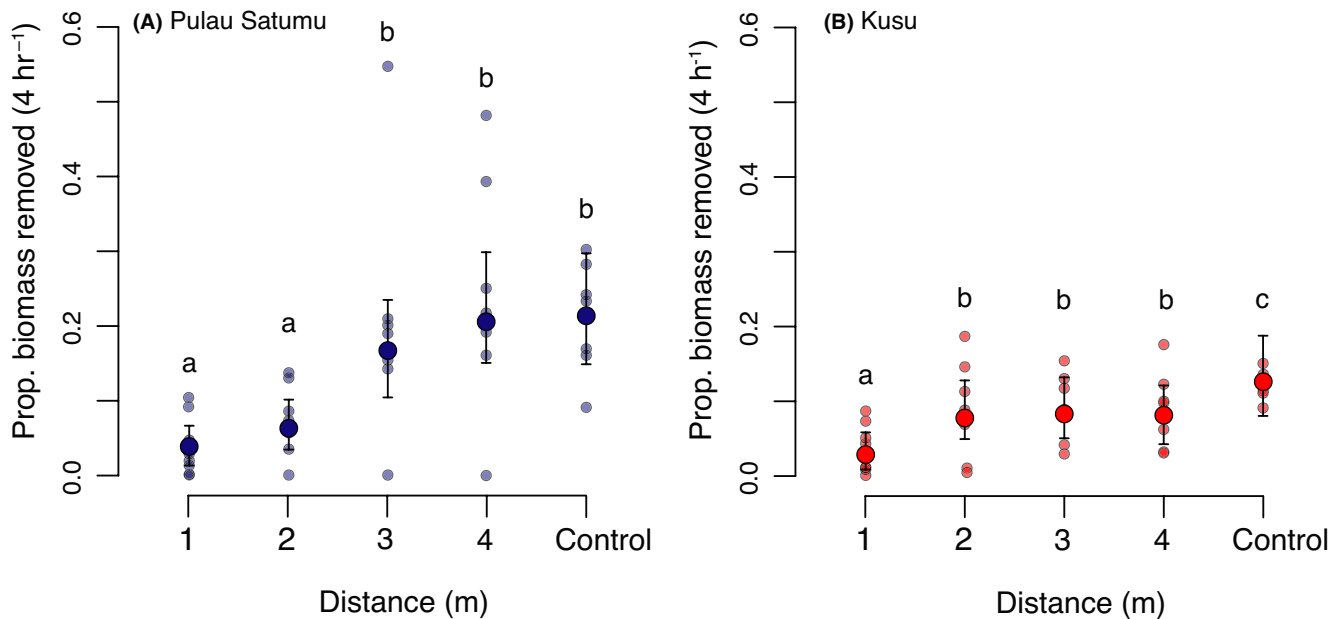 (A) Pulau Satumu
Prop. biomass removed (4 hr⁻¹)
0.6
0.4
0.2
0.0
a
a
b
b
b
1 2 3 4 Control
Distance (m)
(B) Kusu
Prop. biomass removed (4 h⁻¹)
0.6
0.4
0.2
0.0
a
b
b
b
c
1 2 3 4 Control
Distance (m)